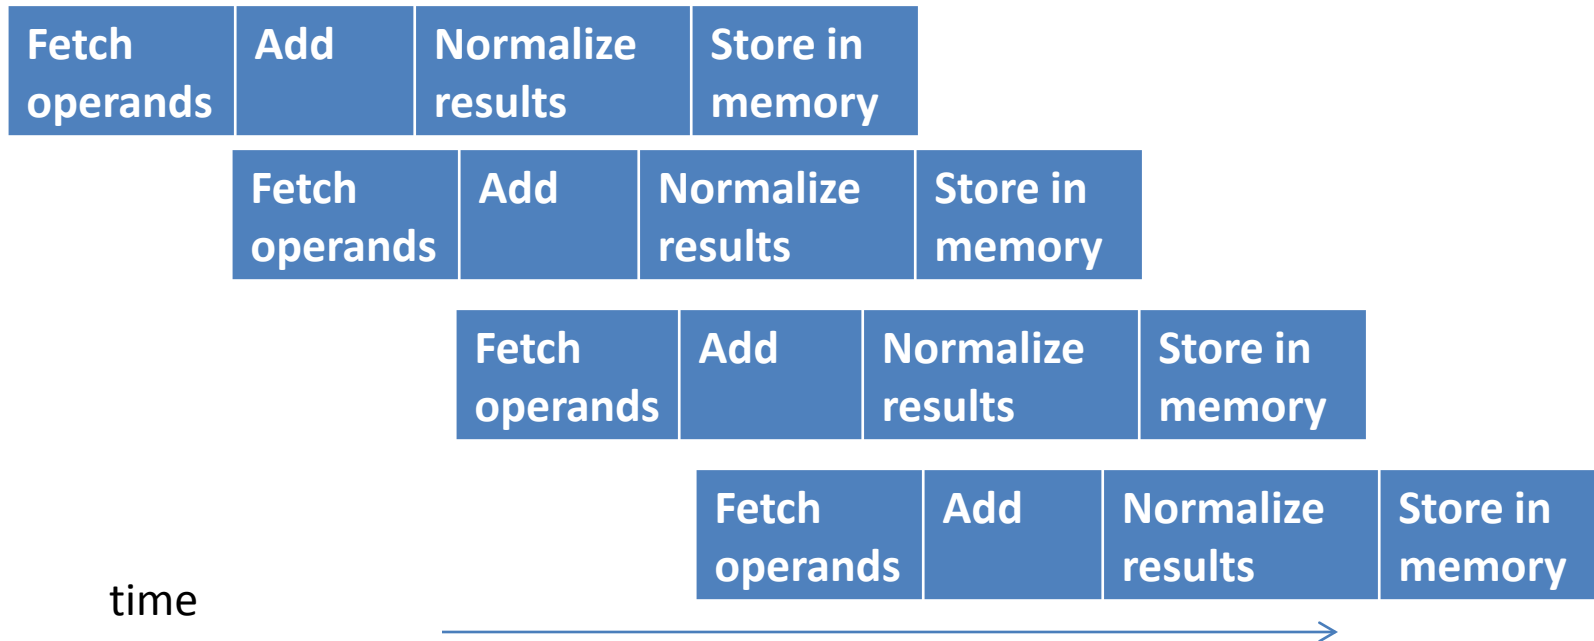 Fetch
operands
Add
Normalize
results
Store in
memory
Fetch
operands
Add
Normalize
results
Store in
memory
Fetch
operands
Add
Normalize
results
Store in
memory
Fetch
operands
Add
Normalize
results
Store in
memory
time